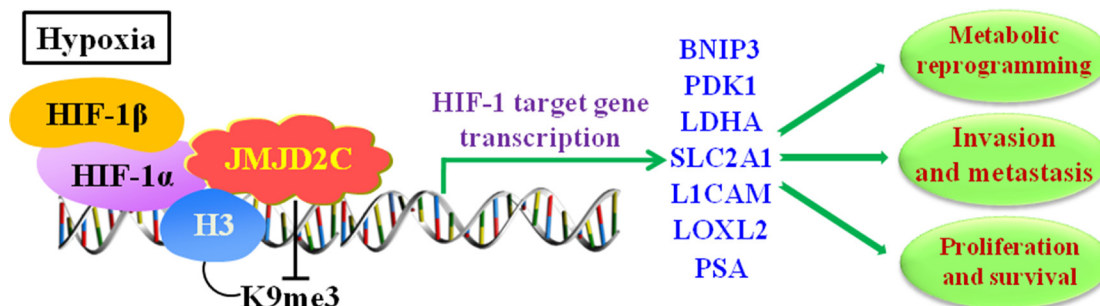 Hypoxia
HIF-1β
HIF-1α
JMJD2C
H3
K9me3
HIF-1 target gene
transcription
BNIP3
PDK1
LDHA
SLC2A1
L1CAM
LOXL2
PSA
Metabolic
reprogramming
Invasion
and metastasis
Proliferation
and survival